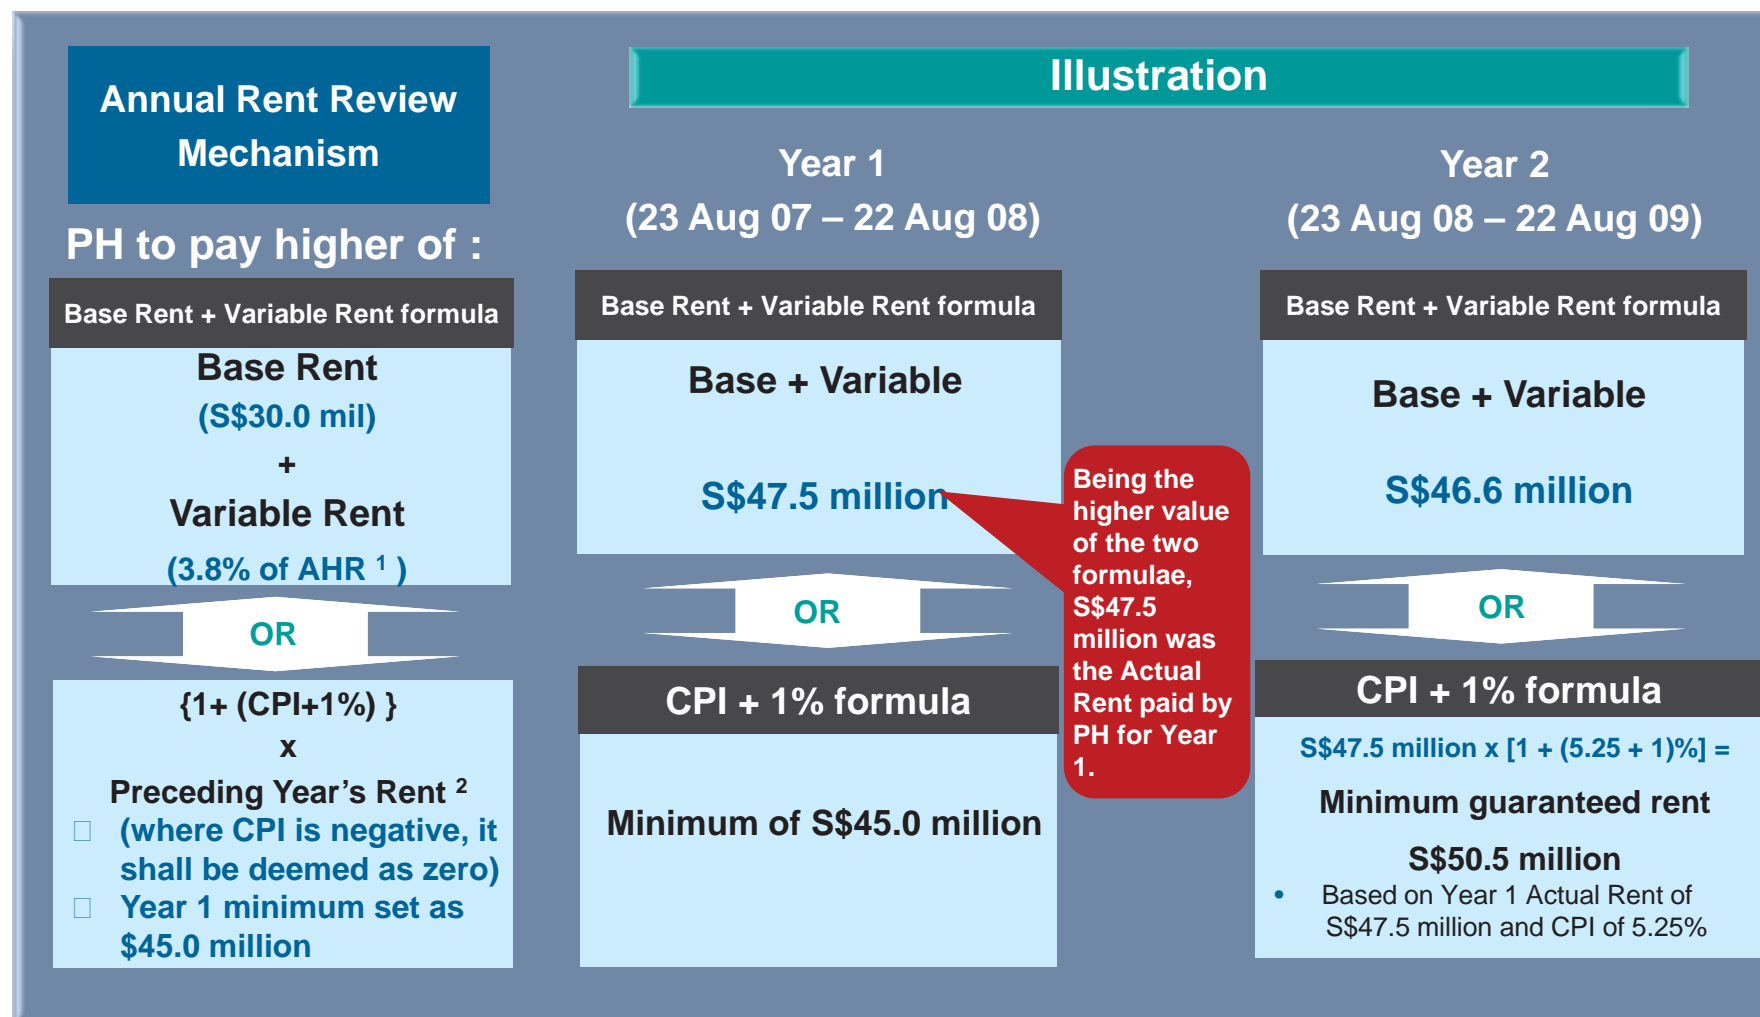 Annual Rent Review
Mechanism
PH to pay higher of :
Base Rent + Variable Rent formula
Base Rent
(S$30.0 mil)
+
Variable Rent
(3.8% of AHR ¹ )
OR
{1+ (CPI+1%) }
x
Preceding Year’s Rent ²
(where CPI is negative, it
shall be deemed as zero)
Year 1 minimum set as
$45.0 million
Illustration
Year 1
(23 Aug 07 – 22 Aug 08)
Base Rent + Variable Rent formula
Base + Variable
S$47.5 million
OR
CPI + 1% formula
Minimum of S$45.0 million
Being the
higher value
of the two
formulae,
S$47.5
million was
the Actual
Rent paid by
PH for Year
1.
Year 2
(23 Aug 08 – 22 Aug 09)
Base Rent + Variable Rent formula
Base + Variable
S$46.6 million
OR
CPI + 1% formula
S$47.5 million x [1 + (5.25 + 1)%] =
Minimum guaranteed rent
S$50.5 million
• Based on Year 1 Actual Rent of
S$47.5 million and CPI of 5.25%